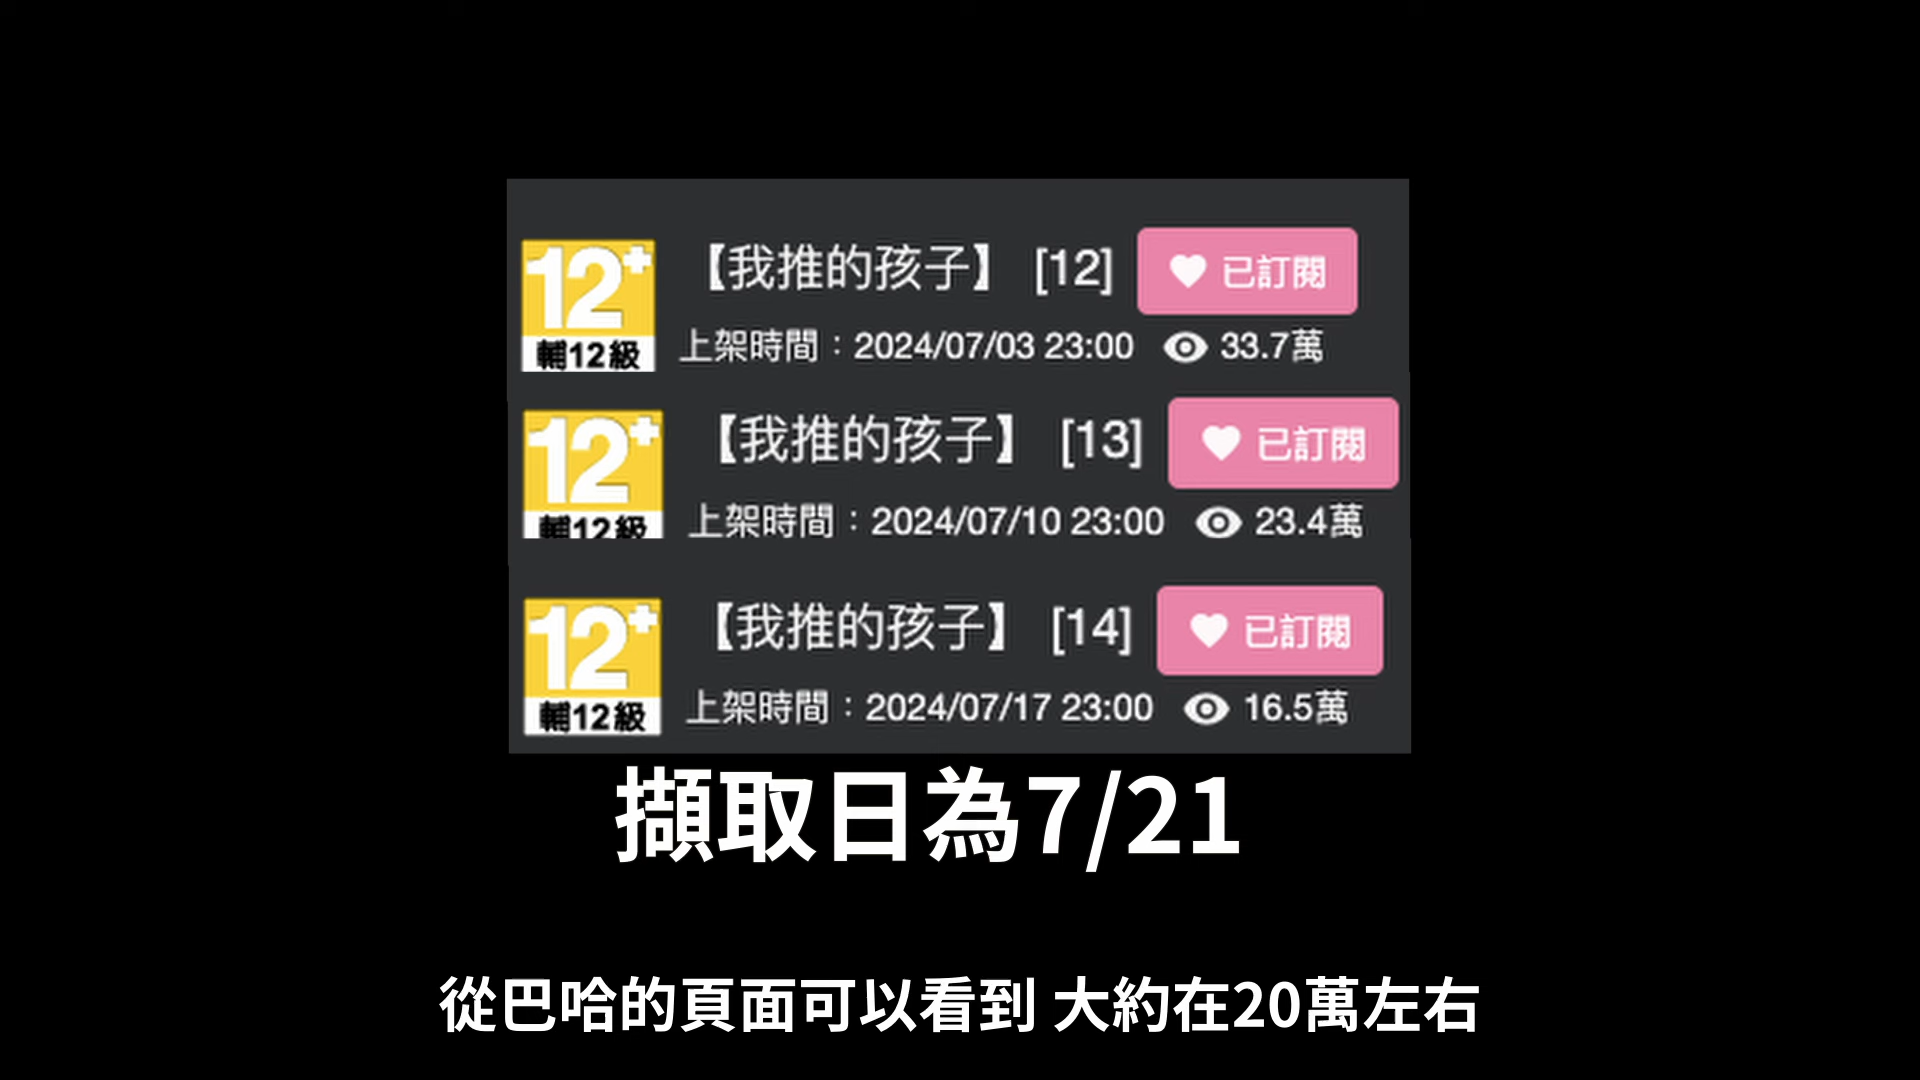 12+
輔12級
【我推的孩子】 [12]
已訂閱
上架時間：2024/07/03 23:00
33.7萬
12+
輔12級
【我推的孩子】 [13]
已訂閱
上架時間：2024/07/10 23:00
23.4萬
12+
輔12級
【我推的孩子】 [14]
已訂閱
上架時間：2024/07/17 23:00
16.5萬
擷取日為7/21
從巴哈的頁面可以看到 大約在20萬左右